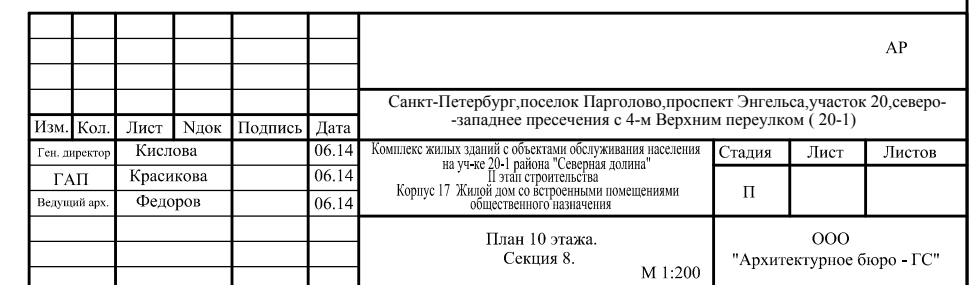 АР
Санкт-Петербург,поселок Парголово,проспект Энгельса,участок 20,северо-
-западнее пресечения с 4-м Верхним переулком ( 20-1)
Изм. Кол. Лист Nдок Подпись Дата
Ген. директор Кислова 06.14
ГАП Красикова 06.14
Ведущий арх. Федоров 06.14
Комплекс жилых зданий с объектами обслуживания населения
на уч-ке 20-1 района "Северная долина"
II этап строительства
Корпус 17 Жилой дом со встроенными помещениями
общественного назначения
Стадия Лист Листов
П
План 10 этажа.
Секция 8.
М 1:200
ООО
"Архитектурное бюро - ГС"